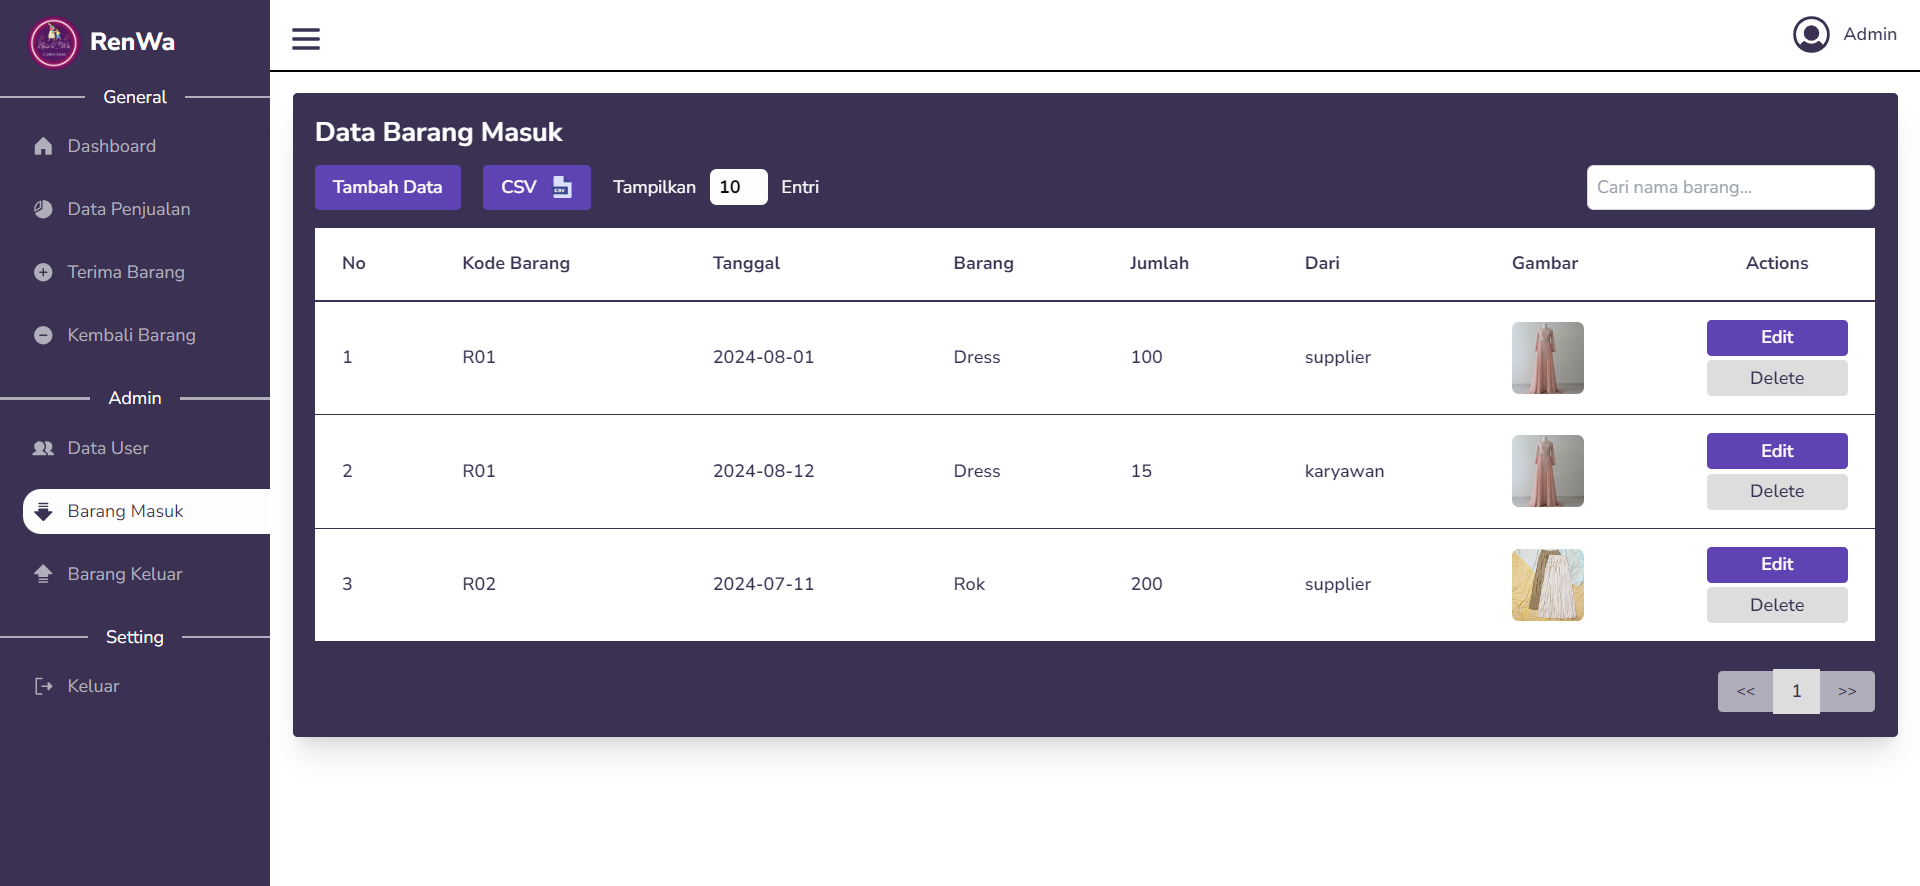 RenWa
General
Dashboard
Data Penjualan
Terima Barang
Kembali Barang
Admin
Data User
Barang Masuk
Barang Keluar
Setting
Keluar
Admin
Data Barang Masuk
Tambah Data
CSV
Tampilkan 10 Entri
Cari nama barang...
No Kode Barang Tanggal Barang Jumlah Dari Gambar Actions
1 R01 2024-08-01 Dress 100 supplier Edit
Delete
2 R01 2024-08-12 Dress 15 karyawan Edit
Delete
3 R02 2024-07-11 Rok 200 supplier Edit
Delete
<< 1 >>